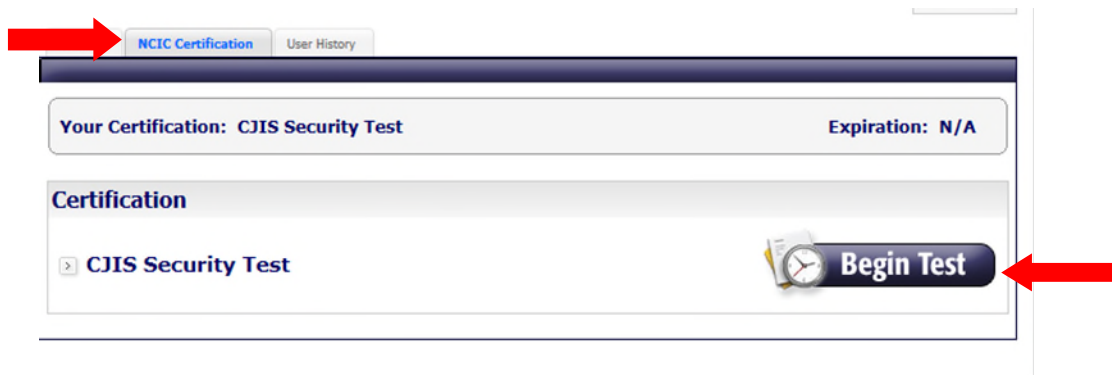 NCIC Certification User History
Your Certification: CJIS Security Test Expiration: N/A
Certification
CJIS Security Test Begin Test